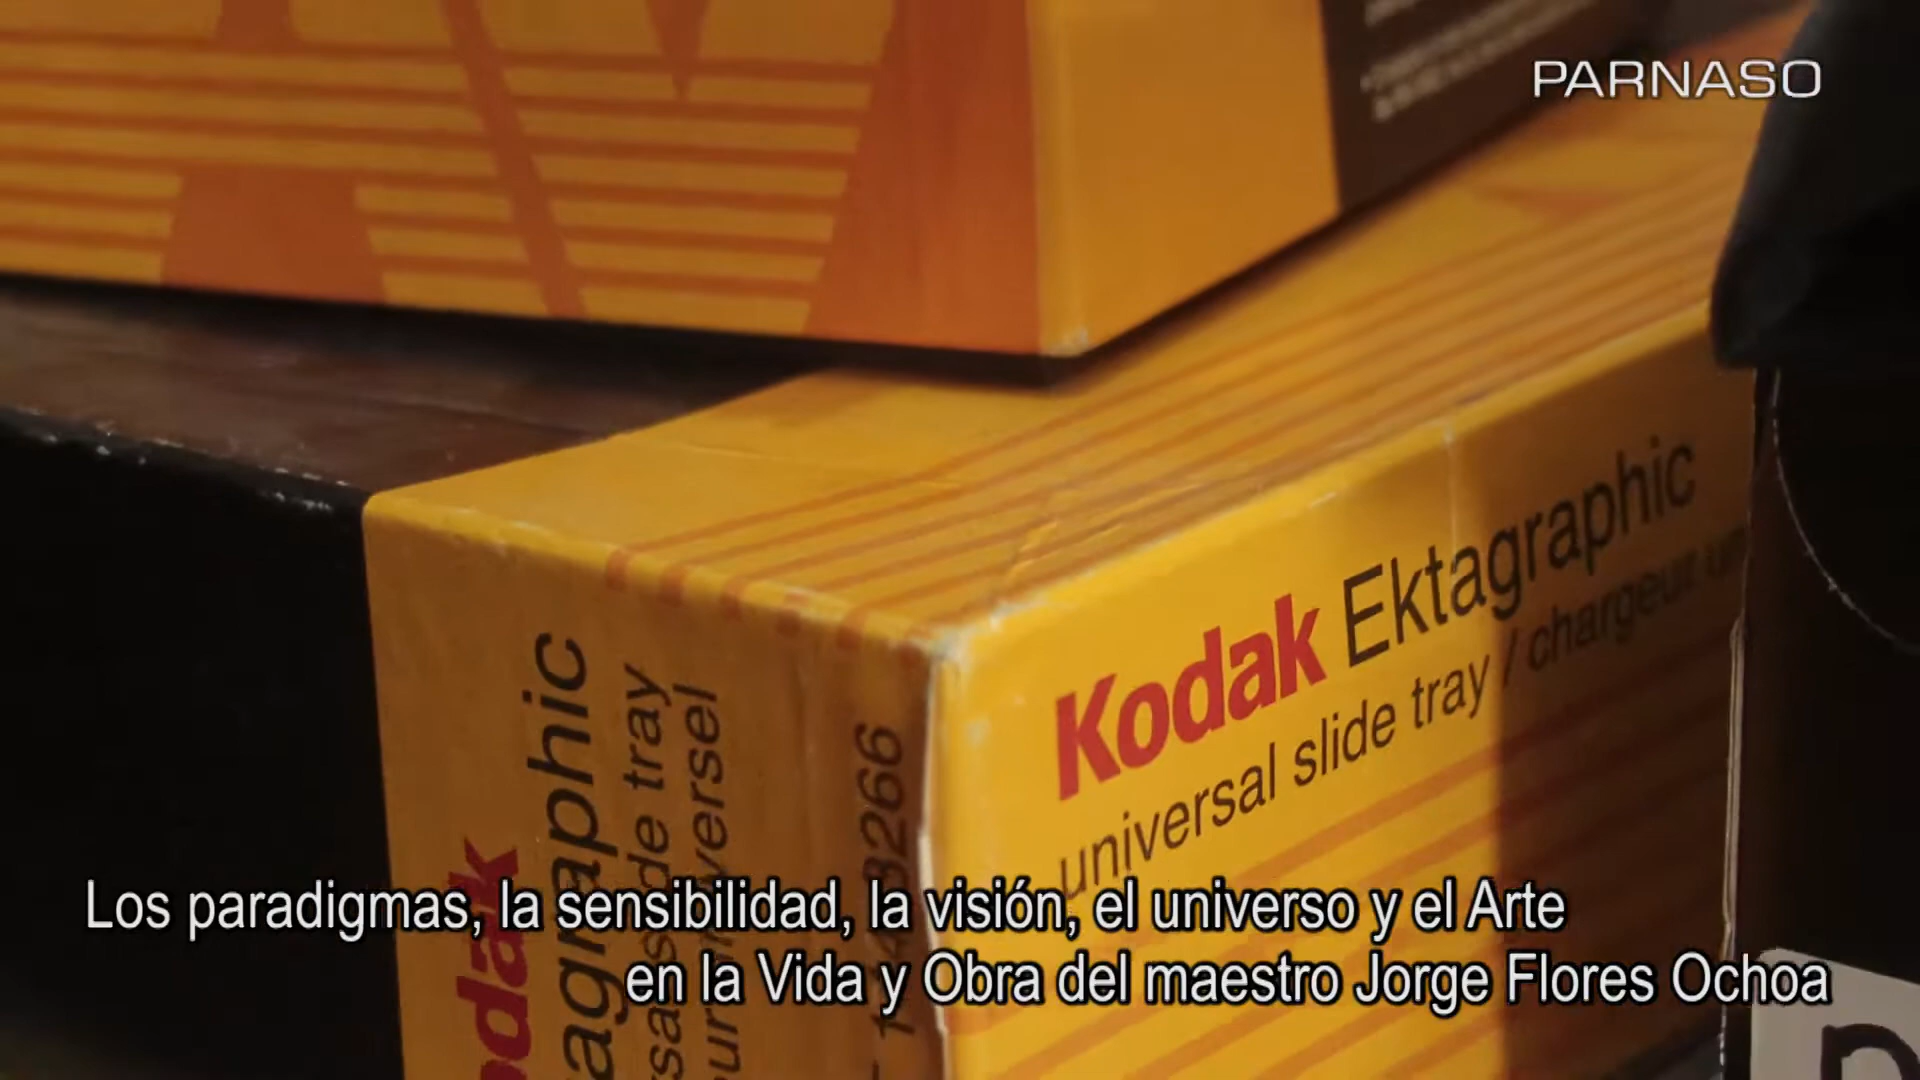 PARNASO
Kodak Ektagraphic
universal slide tray / chargeur
Kodak
Ektagraphic
slide tray
universel
Los paradigmas, la sensibilidad, la visión, el universo y el Arte
en la Vida y Obra del maestro Jorge Flores Ochoa